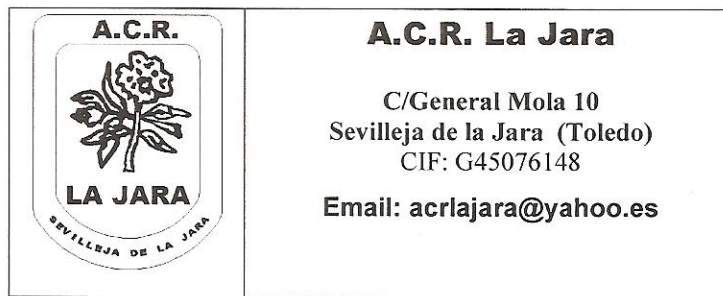 A.C.R.
LA JARA
SEVILLEJA DE LA JARA
A.C.R. La Jara
C/General Mola 10
Sevilleja de la Jara (Toledo)
CIF: G45076148
Email: acrlajara@yahoo.es